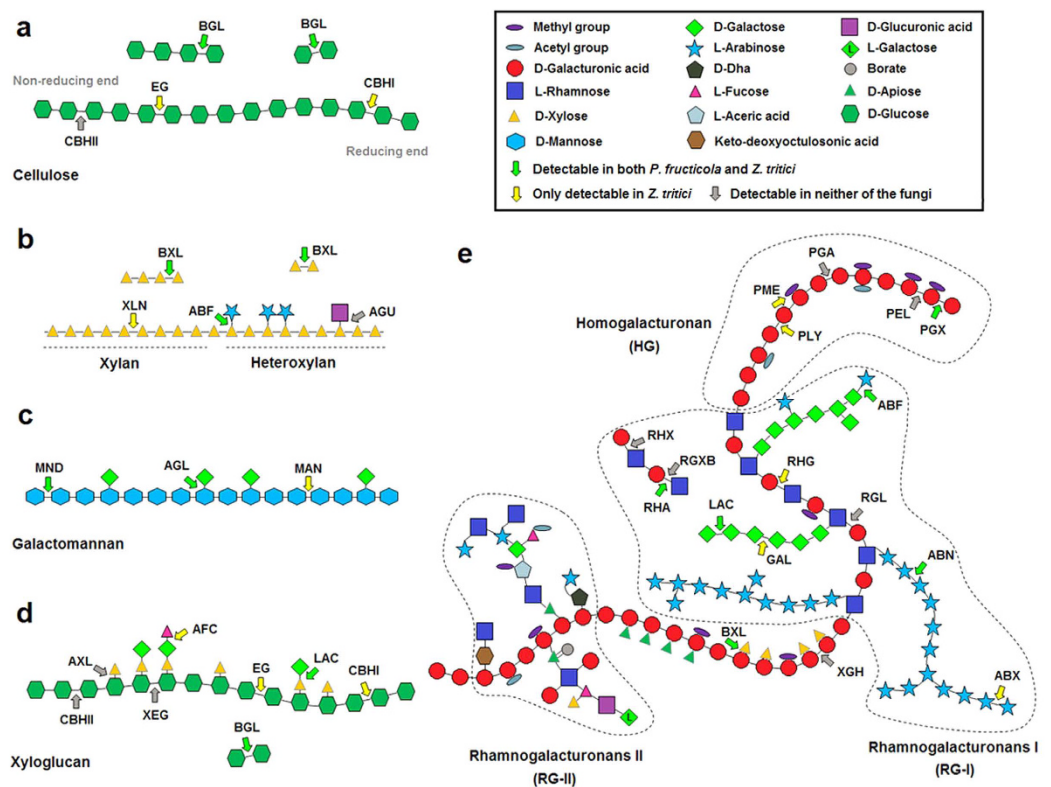 a
BGL
BGL
Non-reducing end
EG
CBHI
CBHII
Reducing end
Cellulose
Methyl group
Acetyl group
D-Galacturonic acid
L-Rhamnose
D-Xylose
D-Mannose
D-Galactose
L-Arabinose
D-Dha
L-Fucose
L-Aceric acid
Keto-deoxyoctulosonic acid
D-Glucuronic acid
L
L-Galactose
Borate
D-Apiose
D-Glucose
Detectable in both P. fructicola and Z. tritici
Only detectable in Z. tritici
Detectable in neither of the fungi
b
BXL
BXL
XLN
ABF
AGU
Xylan
Heteroxylan
c
MND
AGL
MAN
Galactomannan
d
AFC
AXL
EG
LAC
CBHI
CBHII
XEG
BGL
Xyloglucan
e
PGA
PME
PEL
PGX
PLY
Homogalacturonan
(HG)
ABF
RHX
RGXB
RHA
RHG
RGL
LAC
GAL
ABN
BXL
XGH
ABX
L
Rhamnogalacturonans II
(RG-II)
Rhamnogalacturonans I
(RG-I)